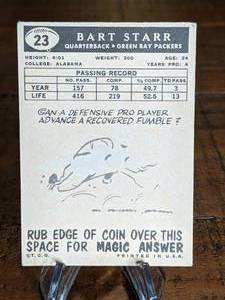 23
BART STARR
QUARTERBACK GREEN BAY PACKERS
HEIGHT: 6:01 WEIGHT: 200 AGE: 24
COLLEGE: ALABAMA YEARS PRO: 4
PASSING RECORD
NO. PASS. COMP. % COMP. TD PASS
YEAR 157 78 49.7 3
LIFE 416 219 52.6 13
CAN A DEFENSIVE PRO PLAYER
ADVANCE A RECOVERED FUMBLE?
RUB EDGE OF COIN OVER THIS
SPACE FOR MAGIC ANSWER
© T.C.G. PRINTED IN U.S.A.